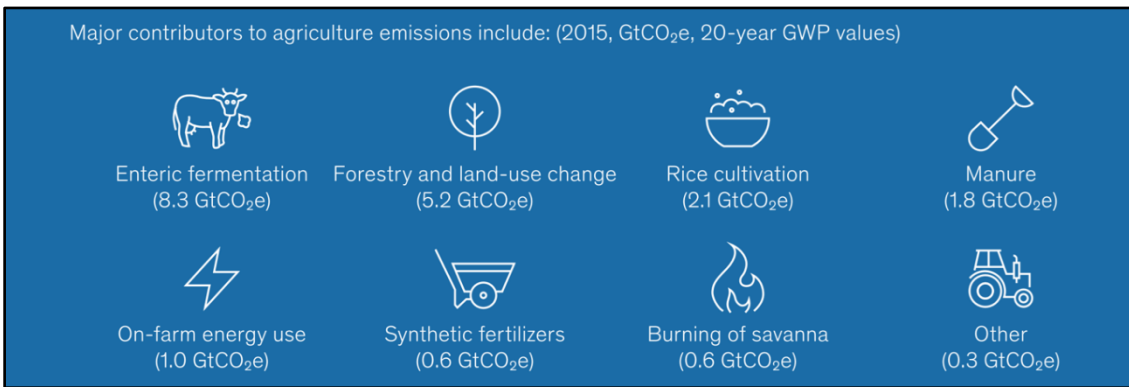 Major contributors to agriculture emissions include: (2015, GtCO₂e, 20-year GWP values)
Enteric fermentation
(8.3 GtCO₂e)
Forestry and land-use change
(5.2 GtCO₂e)
Rice cultivation
(2.1 GtCO₂e)
Manure
(1.8 GtCO₂e)
On-farm energy use
(1.0 GtCO₂e)
Synthetic fertilizers
(0.6 GtCO₂e)
Burning of savanna
(0.6 GtCO₂e)
Other
(0.3 GtCO₂e)